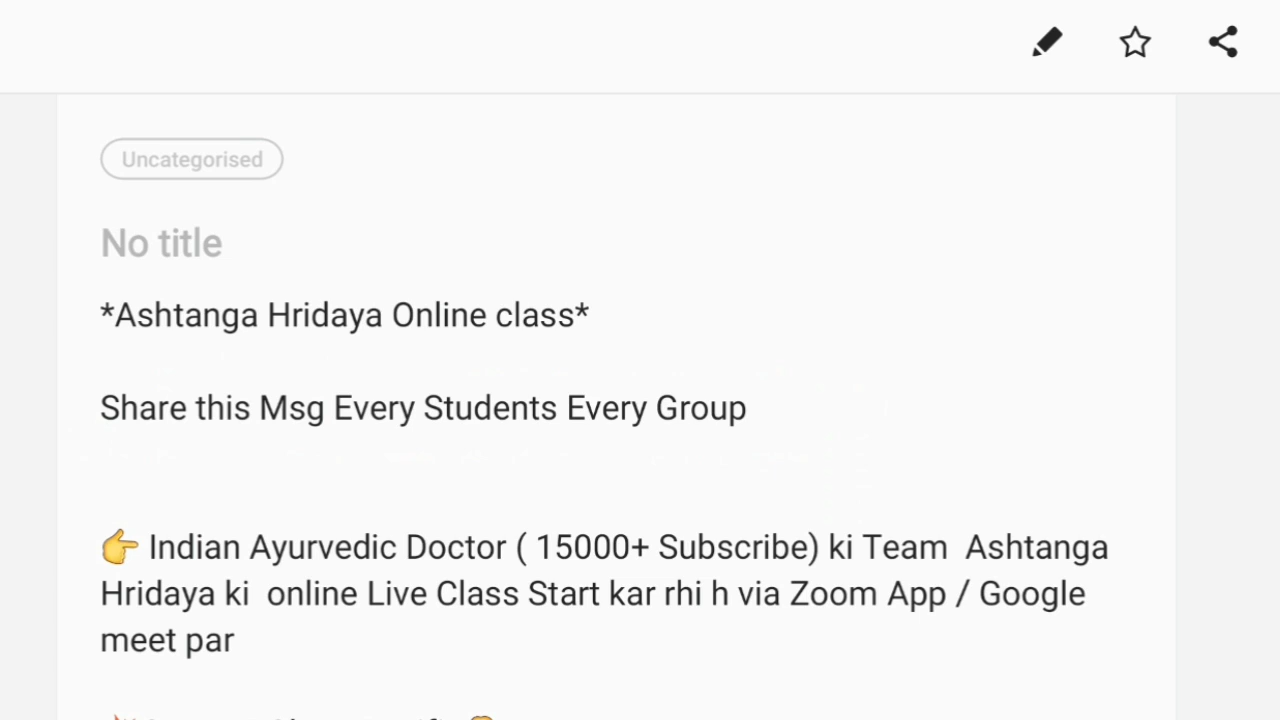 Uncategorised
No title
*Ashtanga Hridaya Online class*
Share this Msg Every Students Every Group
👉 Indian Ayurvedic Doctor ( 15000+ Subscribe) ki Team  Ashtanga
Hridaya ki  online Live Class Start kar rhi h via Zoom App / Google
meet par